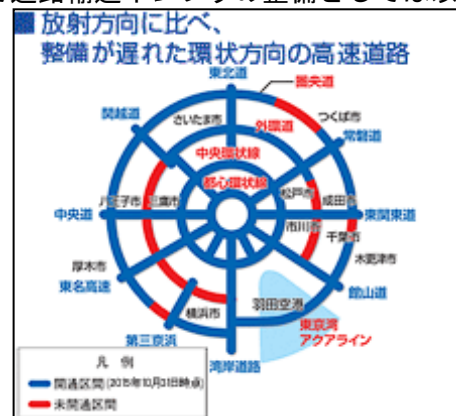 ■ 放射方向に比べ、
整備が遅れた環状方向の高速道路
東北道
圏央道
関越道
さいたま市
外環道
つくば市
常磐道
中央環状線
都心環状線
松戸市
成田市
八王子市
三鷹市
中央道
東関東道
市川市
千葉市
木更津市
厚木市
東名高速
館山道
羽田空港
横浜市
東京湾
アクアライン
第三京浜
湾岸道路
凡 例
開通区間(2015年10月31日時点)
未開通区間